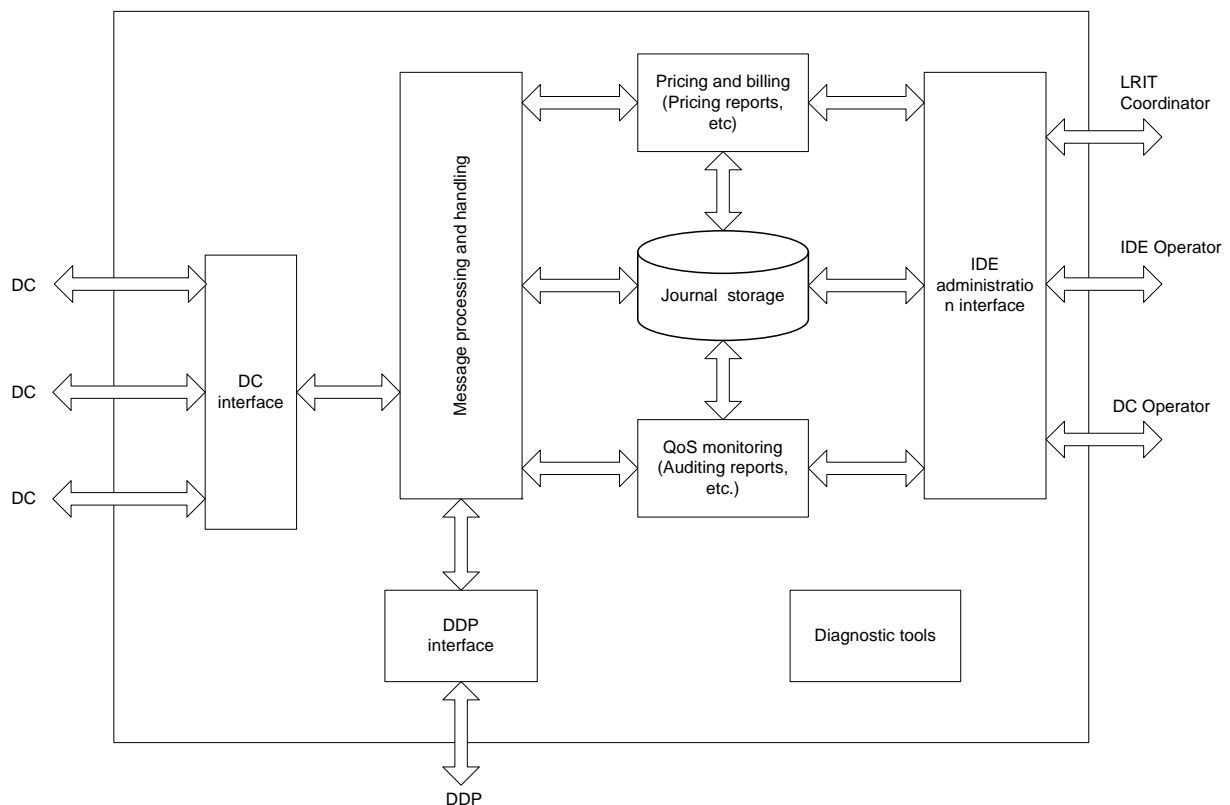 Pricing and billing
(Pricing reports,
etc)
LRIT
Coordinator
Message processing and handling
IDE Operator
DC
DC
DC
DC
interface
Journal storage
IDE
administratio
n interface
DC Operator
QoS monitoring
(Auditing reports,
etc.)
DDP
interface
Diagnostic tools
DDP